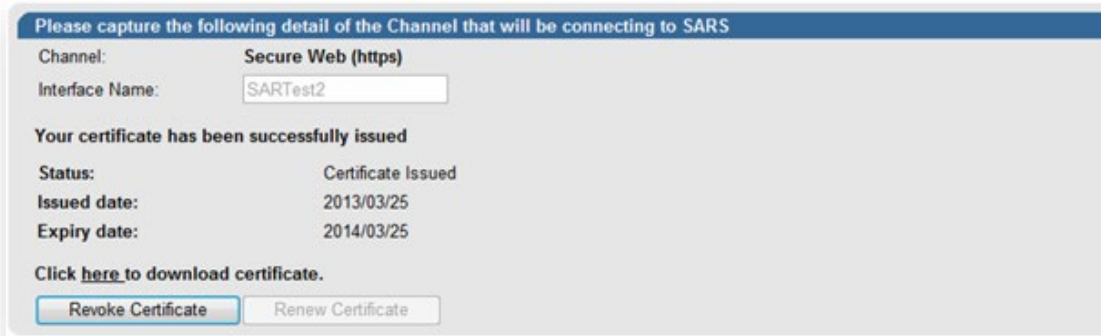 Please capture the following detail of the Channel that will be connecting to SARS
Channel: Secure Web (https)
Interface Name: SARTest2
Your certificate has been successfully issued
Status: Certificate Issued
Issued date: 2013/03/25
Expiry date: 2014/03/25
Click here to download certificate.
Revoke Certificate Renew Certificate